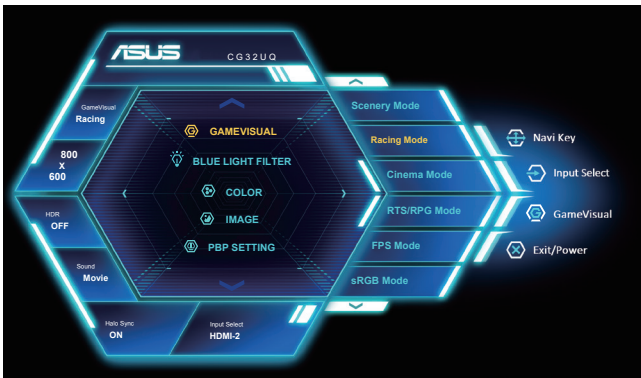 ASUS
CG32UQ
GameVisual
Racing
800
X
600
HDR
OFF
Sound
Movie
Halo Sync
ON
Input Select
HDMI-2
GAMEVISUAL
BLUE LIGHT FILTER
COLOR
IMAGE
PBP SETTING
Scenery Mode
Racing Mode
Cinema Mode
RTS/RPG Mode
FPS Mode
sRGB Mode
Navi Key
Input Select
GameVisual
Exit/Power